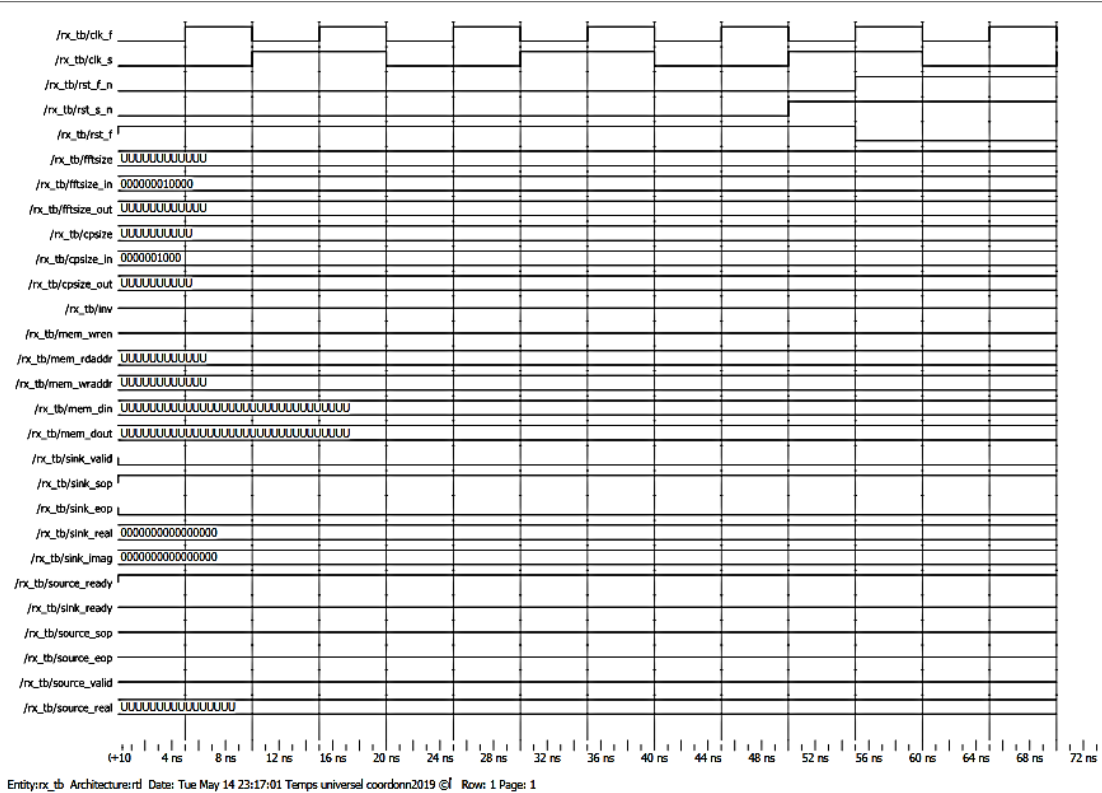 /rx_tb/clk_f
/rx_tb/clk_s
/rx_tb/rst_f_n
/rx_tb/rst_s_n
/rx_tb/rst_f
/rx_tb/fftsize UUUUUUUUUUUU
/rx_tb/fftsize_in 000000010000
/rx_tb/fftsize_out UUUUUUUUUUUU
/rx_tb/cpsize UUUUUUUUUU
/rx_tb/cpsize_in 0000001000
/rx_tb/cpsize_out UUUUUUUUUU
/rx_tb/inv
/rx_tb/mem_wren
/rx_tb/mem_rdaddr UUUUUUUUUUUU
/rx_tb/mem_wraddr UUUUUUUUUUUU
/rx_tb/mem_din UUUUUUUUUUUUUUUUUUUUUUUUUUUUUUUU
/rx_tb/mem_dout UUUUUUUUUUUUUUUUUUUUUUUUUUUUUUUU
/rx_tb/sink_valid
/rx_tb/sink_sop
/rx_tb/sink_eop
/rx_tb/sink_real 0000000000000000
/rx_tb/sink_imag 0000000000000000
/rx_tb/source_ready
/rx_tb/sink_ready
/rx_tb/source_sop
/rx_tb/source_eop
/rx_tb/source_valid
/rx_tb/source_real UUUUUUUUUUUUUUUU
(+10 4 ns 8 ns 12 ns 16 ns 20 ns 24 ns 28 ns 32 ns 36 ns 40 ns 44 ns 48 ns 52 ns 56 ns 60 ns 64 ns 68 ns 72 ns
Entity:rx_tb Architecture:rtl Date: Tue May 14 23:17:01 Temps universel coordonn2019 © Row: 1 Page: 1